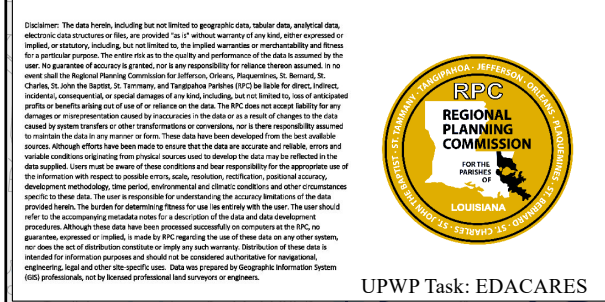 Disclaimer: The data herein, including but not limited to geographic data, tabular data, analytical data,
electronic data structures or files, are provided "as is" without warranty of any kind, either expressed or
implied, or statutory, including, but not limited to, the implied warranties or merchantability and fitness
for a particular purpose. The entire risk as to the quality and performance of the data is assumed by the
user. No guarantee of accuracy is granted, nor is any responsibility for reliance thereon assumed. In no
event shall the Regional Planning Commission for Jefferson, Orleans, Plaquemines, St. Bernard, St.
Charles, St. John the Baptist, St. Tammany, and Tangipahoa Parishes (RPC) be liable for direct, indirect,
incidental, consequential, or special damages of any kind, including, but not limited to, loss of anticipated
profits or benefits arising out of use of or reliance on the data. The RPC does not accept liability for any
damages or misrepresentation caused by inaccuracies in the data or as a result of changes to the data
caused by system transfers or other transformations or conversions, nor is there responsibility assumed
to maintain the data in any manner or form. These data have been developed from the best available
sources. Although efforts have been made to ensure that the data are accurate and reliable, errors and
variable conditions originating from physical sources used to develop the data may be reflected in the
data supplied. Users must be aware of these conditions and bear responsibility for the appropriate use of
the information with respect to possible errors, scale, resolution, rectification, positional accuracy,
development methodology, time period, environmental and climatic conditions and other circumstances
specific to these data. The user is responsible for understanding the accuracy limitations of the data
provided herein. The burden for determining fitness for use lies entirely with the user. The user should
refer to the accompanying metadata notes for a description of the data and data development
procedures. Although these data have been processed successfully on computers at the RPC, no
guarantee, expressed or implied, is made by RPC regarding the use of these data on any other system,
nor does the act of distribution constitute or imply any such warranty. Distribution of these data is
intended for information purposes and should not be considered authoritative for navigational,
engineering, legal and other site-specific uses. Data was prepared by Geographic Information System
(GIS) professionals, not by licensed professional land surveyors or engineers.
ST. JOHN THE BAPTIST · ST. TAMMANY · TANGIPAHOA · JEFFERSON · ORLEANS · PLAQUEMINES · ST. BERNARD · ST. CHARLES ·
RPC
REGIONAL
PLANNING
COMMISSION
FOR THE
PARISHES
OF
LOUISIANA
UPWP Task: EDACARES